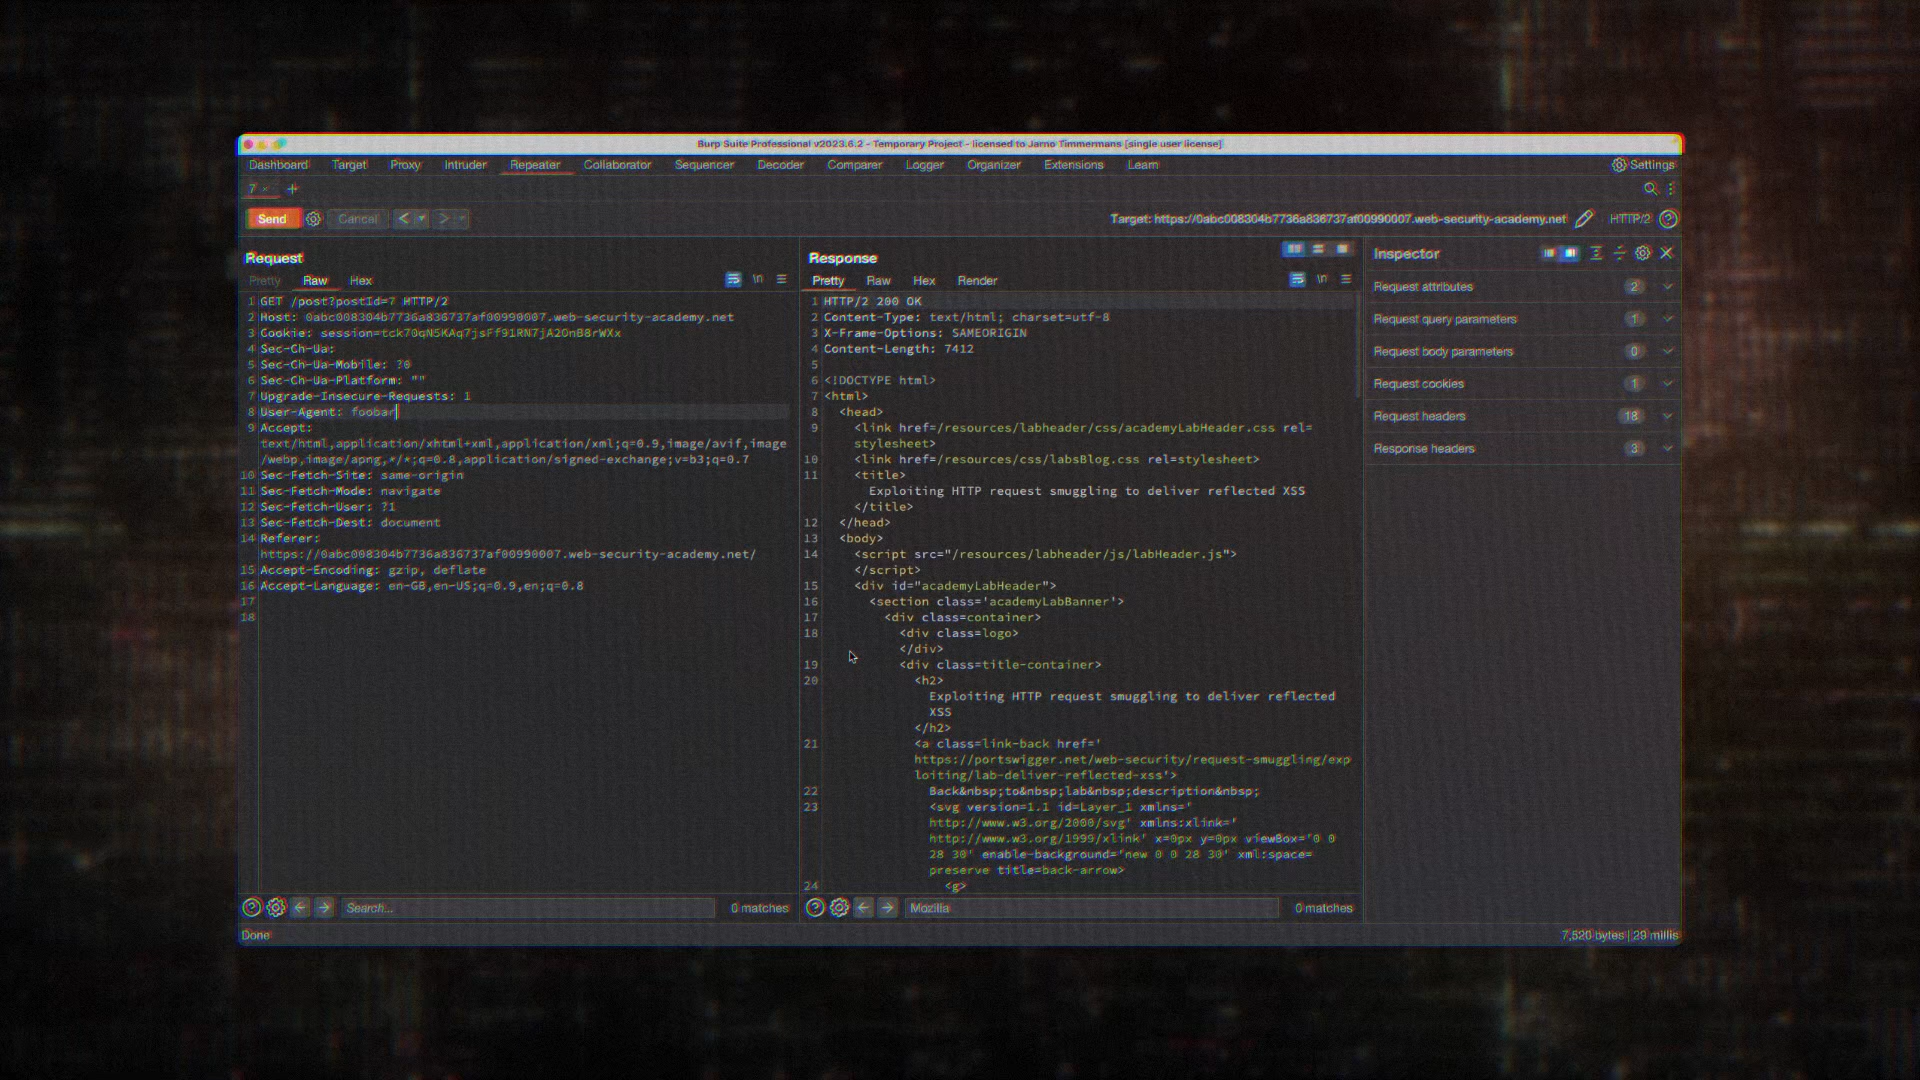 Burp Suite Professional v2023.6.2 - Temporary Project - licensed to Jarno Timmermans [single user license]
Dashboard Target Proxy Intruder Repeater Collaborator Sequencer Decoder Comparer Logger Organizer Extensions Learn Settings
7 × +
Send Cancel < > Target: https://0abc008304b7736a836737af00990007.web-security-academy.net HTTP/2 ?
Request
Pretty Raw Hex \n
1 GET /post?postId=7 HTTP/2
2 Host: 0abc008304b7736a836737af00990007.web-security-academy.net
3 Cookie: session=tck70qN5KAq7jsFf91RN7jA2OnB8rWXx
4 Sec-Ch-Ua:
5 Sec-Ch-Ua-Mobile: ?0
6 Sec-Ch-Ua-Platform: ""
7 Upgrade-Insecure-Requests: 1
8 User-Agent: foobar
9 Accept:
text/html,application/xhtml+xml,application/xml;q=0.9,image/avif,image
/webp,image/apng,*/*;q=0.8,application/signed-exchange;v=b3;q=0.7
10 Sec-Fetch-Site: same-origin
11 Sec-Fetch-Mode: navigate
12 Sec-Fetch-User: ?1
13 Sec-Fetch-Dest: document
14 Referer:
https://0abc008304b7736a836737af00990007.web-security-academy.net/
15 Accept-Encoding: gzip, deflate
16 Accept-Language: en-GB,en-US;q=0.9,en;q=0.8
17
18
Search... 0 matches
Response
Pretty Raw Hex Render \n
1 HTTP/2 200 OK
2 Content-Type: text/html; charset=utf-8
3 X-Frame-Options: SAMEORIGIN
4 Content-Length: 7412
5
6 <!DOCTYPE html>
7 <html>
8 <head>
9 <link href=/resources/labheader/css/academyLabHeader.css rel=
stylesheet>
10 <link href=/resources/css/labsBlog.css rel=stylesheet>
11 <title>
Exploiting HTTP request smuggling to deliver reflected XSS
</title>
12 </head>
13 <body>
14 <script src="/resources/labheader/js/labHeader.js">
</script>
15 <div id="academyLabHeader">
16 <section class='academyLabBanner'>
17 <div class=container>
18 <div class=logo>
</div>
19 <div class=title-container>
20 <h2>
Exploiting HTTP request smuggling to deliver reflected
XSS
</h2>
21 <a class=link-back href='
https://portswigger.net/web-security/request-smuggling/exp
loiting/lab-deliver-reflected-xss'>
22 Back&nbsp;to&nbsp;lab&nbsp;description&nbsp;
23 <svg version=1.1 id=Layer_1 xmlns='
http://www.w3.org/2000/svg' xmlns:xlink='
http://www.w3.org/1999/xlink' x=0px y=0px viewBox='0 0
28 30' enable-background='new 0 0 28 30' xml:space=
preserve title=back-arrow>
24 <g>
Mozilla 0 matches
Inspector
Request attributes 2
Request query parameters 1
Request body parameters 0
Request cookies 1
Request headers 18
Response headers 3
Done 7,520 bytes | 29 millis